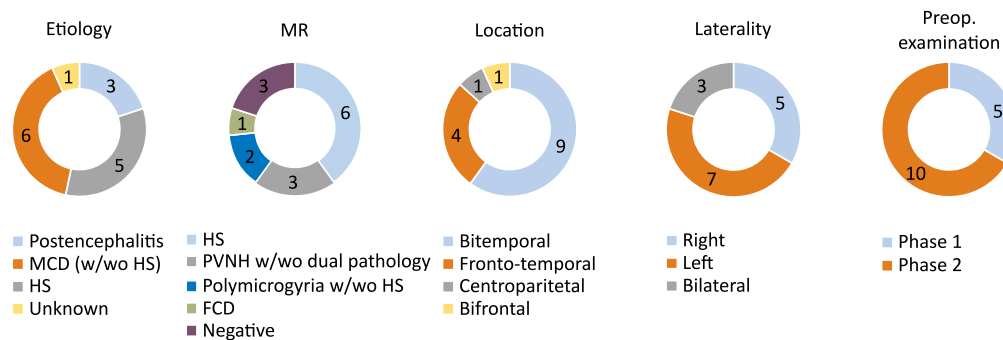 Etiology
3
5
6
1
Postencephalitis
MCD (w/wo HS)
HS
Unknown
MR
6
3
2
1
3
HS
PVNH w/wo dual pathology
Polymicrogyria w/wo HS
FCD
Negative
Location
9
4
1
1
Bitemporal
Fronto-temporal
Centroparitetal
Bifrontal
Laterality
5
7
3
Right
Left
Bilateral
Preop.
examination
5
10
Phase 1
Phase 2